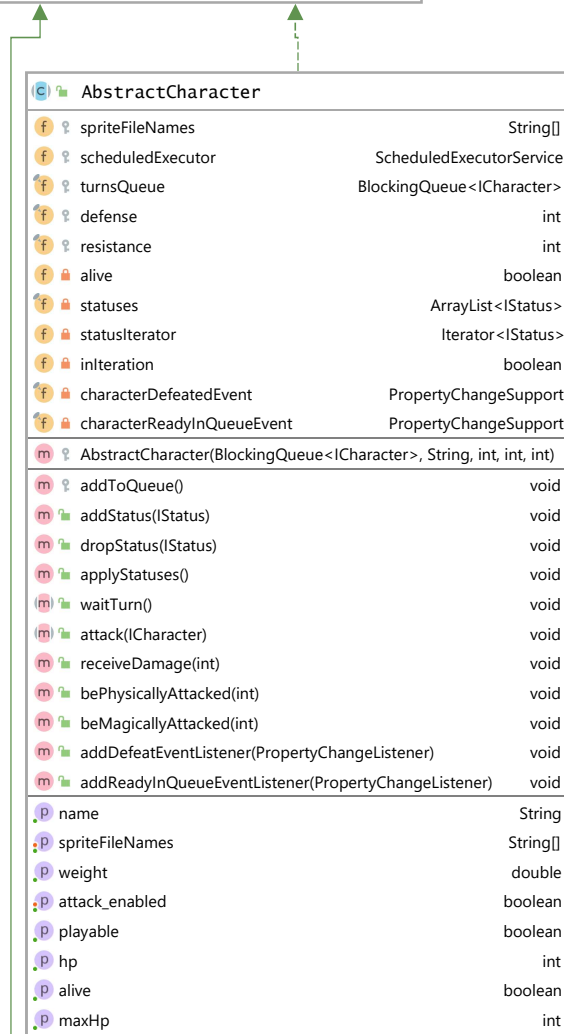 AbstractCharacter
spriteFileNames String[]
scheduledExecutor ScheduledExecutorService
turnsQueue BlockingQueue<ICharacter>
defense int
resistance int
alive boolean
statuses ArrayList<IStatus>
statusIterator Iterator<IStatus>
inIteration boolean
characterDefeatedEvent PropertyChangeSupport
characterReadyInQueueEvent PropertyChangeSupport
AbstractCharacter(BlockingQueue<ICharacter>, String, int, int, int)
addToQueue() void
addStatus(IStatus) void
dropStatus(IStatus) void
applyStatuses() void
waitTurn() void
attack(ICharacter) void
receiveDamage(int) void
bePhysicallyAttacked(int) void
beMagicallyAttacked(int) void
addDefeatEventListener(PropertyChangeListener) void
addReadyInQueueEventListener(PropertyChangeListener) void
name String
spriteFileNames String[]
weight double
attack_enabled boolean
playable boolean
hp int
alive boolean
maxHp int